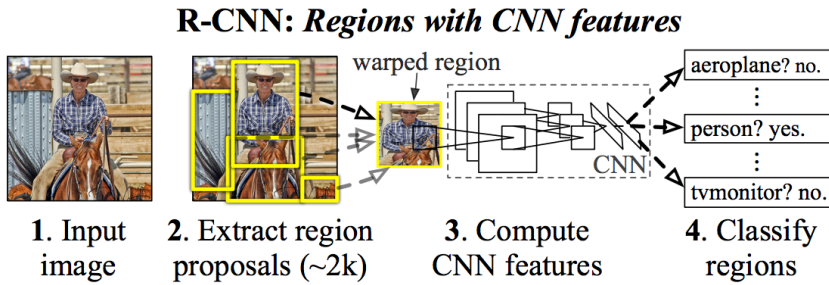 R-CNN: Regions with CNN features
warped region
aeroplane? no.
person? yes.
tvmonitor? no.
CNN
1. Input
image
2. Extract region
proposals (~2k)
3. Compute
CNN features
4. Classify
regions